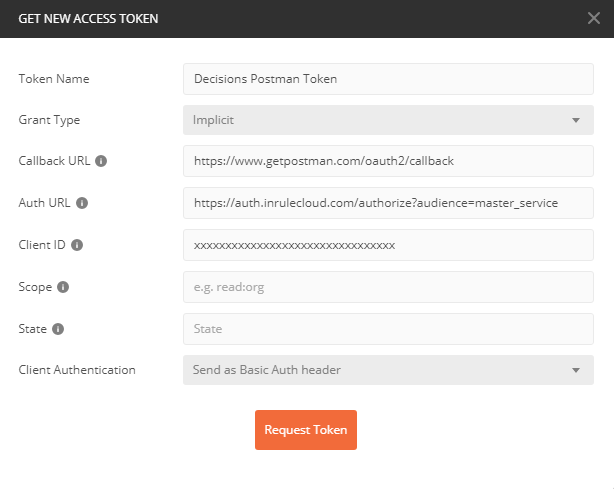 GET NEW ACCESS TOKEN
Token Name Decisions Postman Token
Grant Type Implicit
Callback URL https://www.getpostman.com/oauth2/callback
Auth URL https://auth.inrulecloud.com/authorize?audience=master_service
Client ID xxxxxxxxxxxxxxxxxxxxxxxxxxxxxxxx
Scope e.g. read:org
State State
Client Authentication Send as Basic Auth header
Request Token